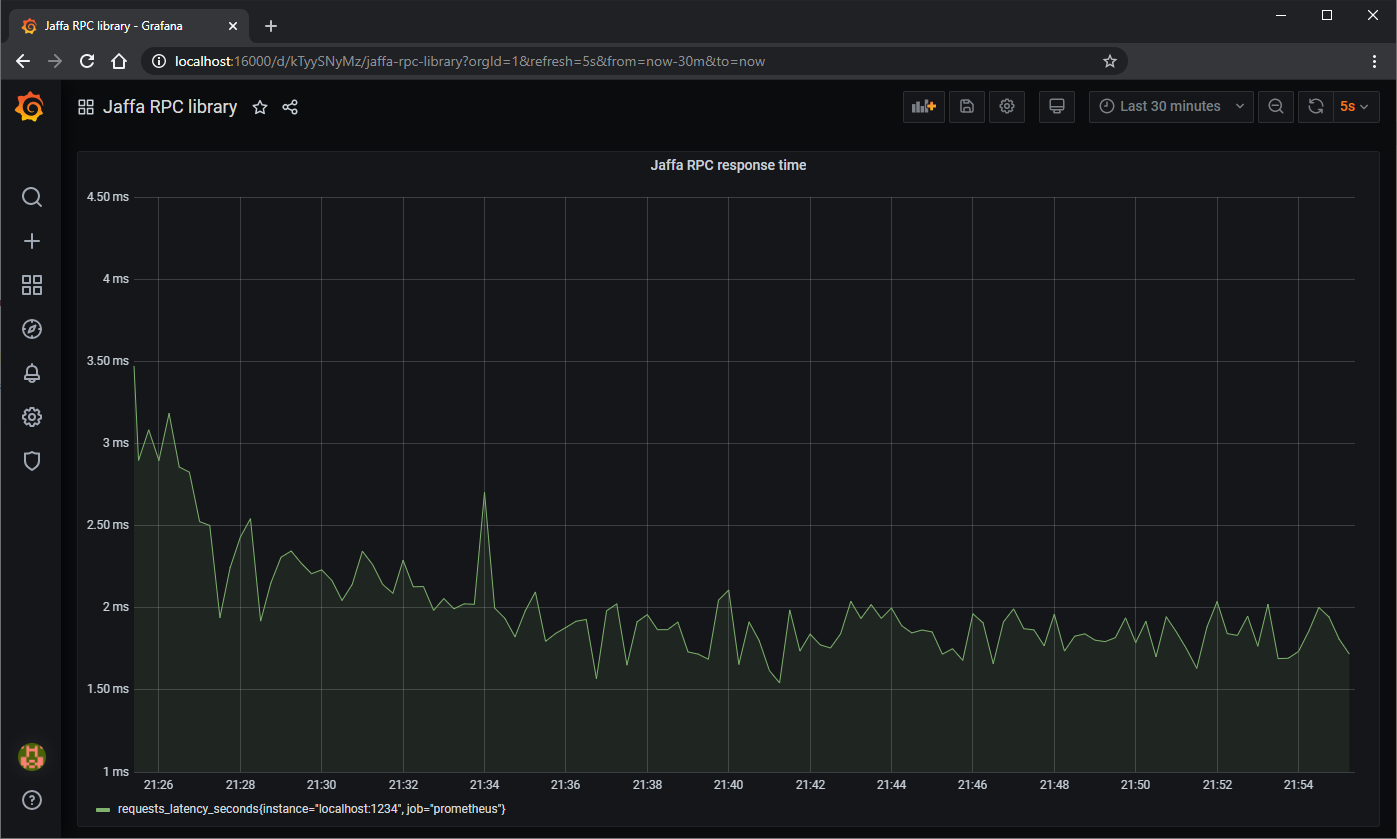 Jaffa RPC library - Grafana
localhost:16000/d/kTyySNyMz/jaffa-rpc-library?orgId=1&refresh=5s&from=now-30m&to=now
Jaffa RPC library
Last 30 minutes
5s
Jaffa RPC response time
4.50 ms
4 ms
3.50 ms
3 ms
2.50 ms
2 ms
1.50 ms
1 ms
21:26 21:28 21:30 21:32 21:34 21:36 21:38 21:40 21:42 21:44 21:46 21:48 21:50 21:52 21:54
requests_latency_seconds{instance="localhost:1234", job="prometheus"}